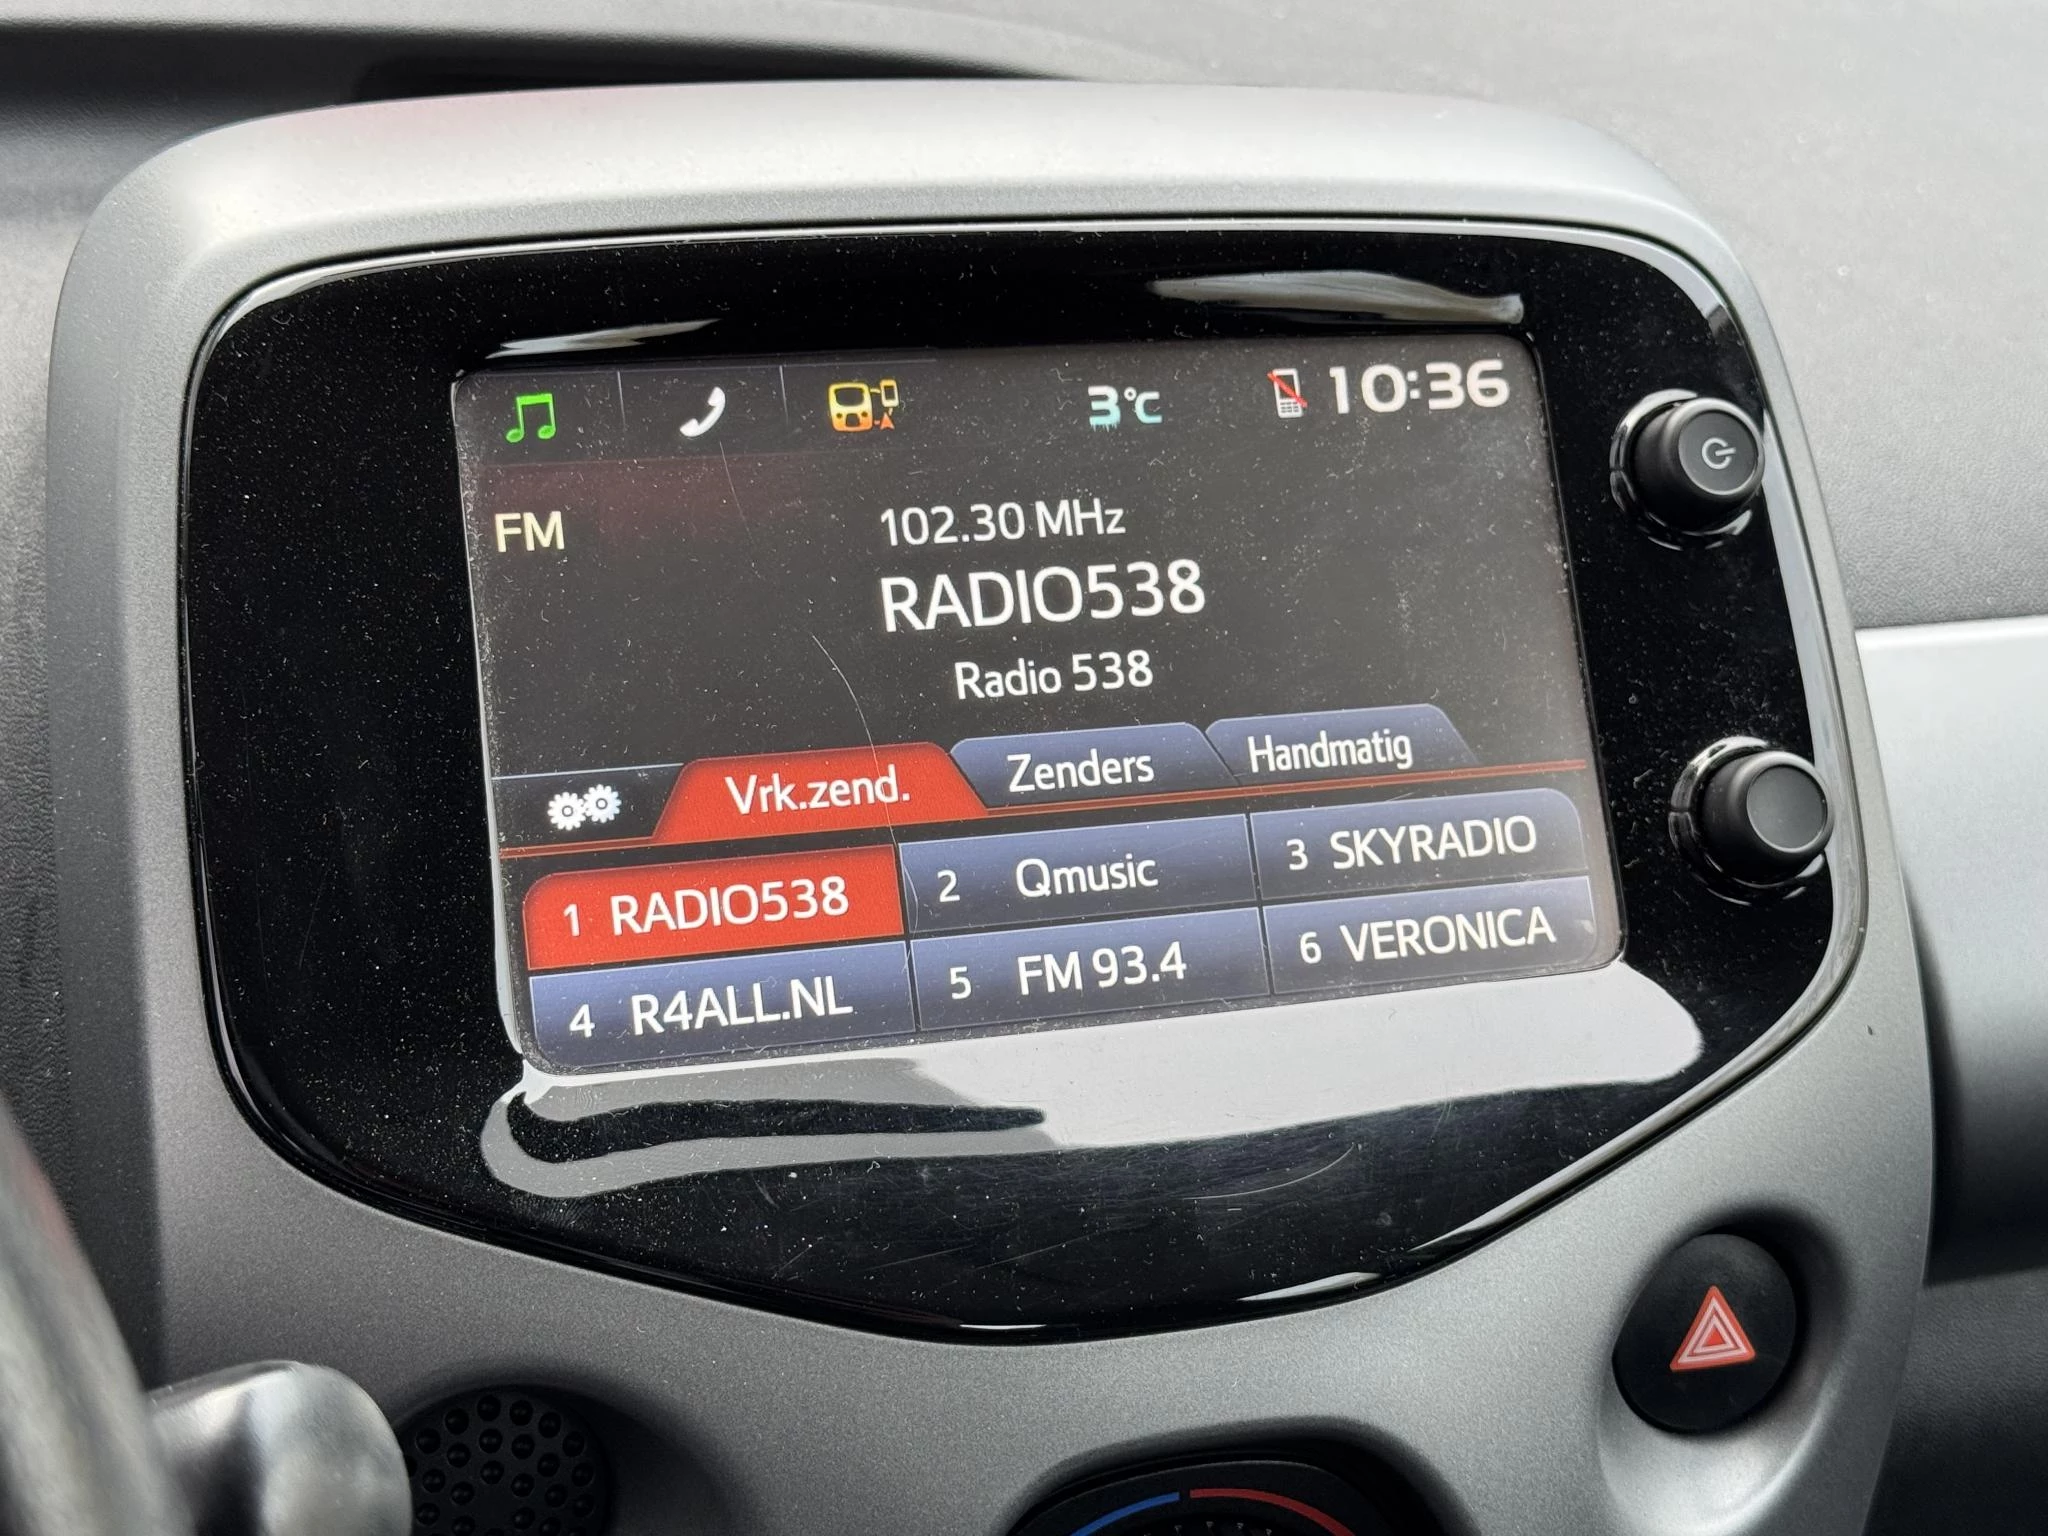 3°C 10:36
FM
102.30 MHz
RADIO538
Radio 538
Vrk.zend. Zenders Handmatig
1 RADIO538 2 Qmusic 3 SKYRADIO
4 R4ALL.NL 5 FM 93.4 6 VERONICA